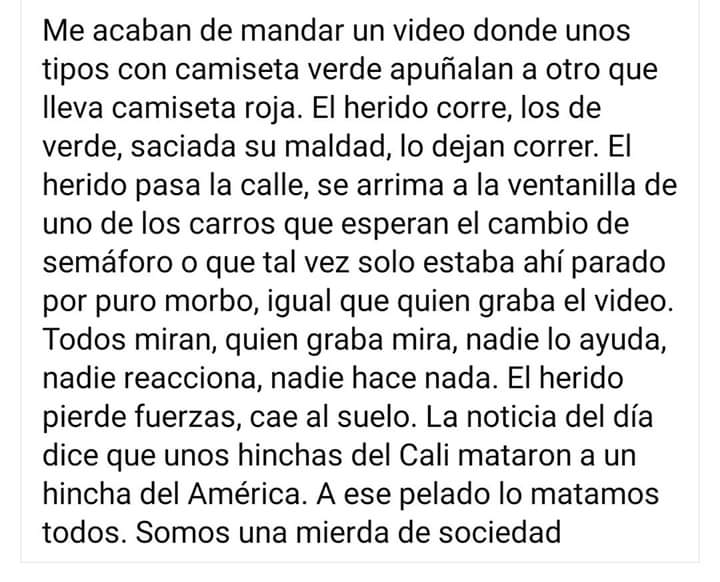 Me acaban de mandar un video donde unos
tipos con camiseta verde apuñalan a otro que
lleva camiseta roja. El herido corre, los de
verde, saciada su maldad, lo dejan correr. El
herido pasa la calle, se arrima a la ventanilla de
uno de los carros que esperan el cambio de
semáforo o que tal vez solo estaba ahí parado
por puro morbo, igual que quien graba el video.
Todos miran, quien graba mira, nadie lo ayuda,
nadie reacciona, nadie hace nada. El herido
pierde fuerzas, cae al suelo. La noticia del día
dice que unos hinchas del Cali mataron a un
hincha del América. A ese pelado lo matamos
todos. Somos una mierda de sociedad